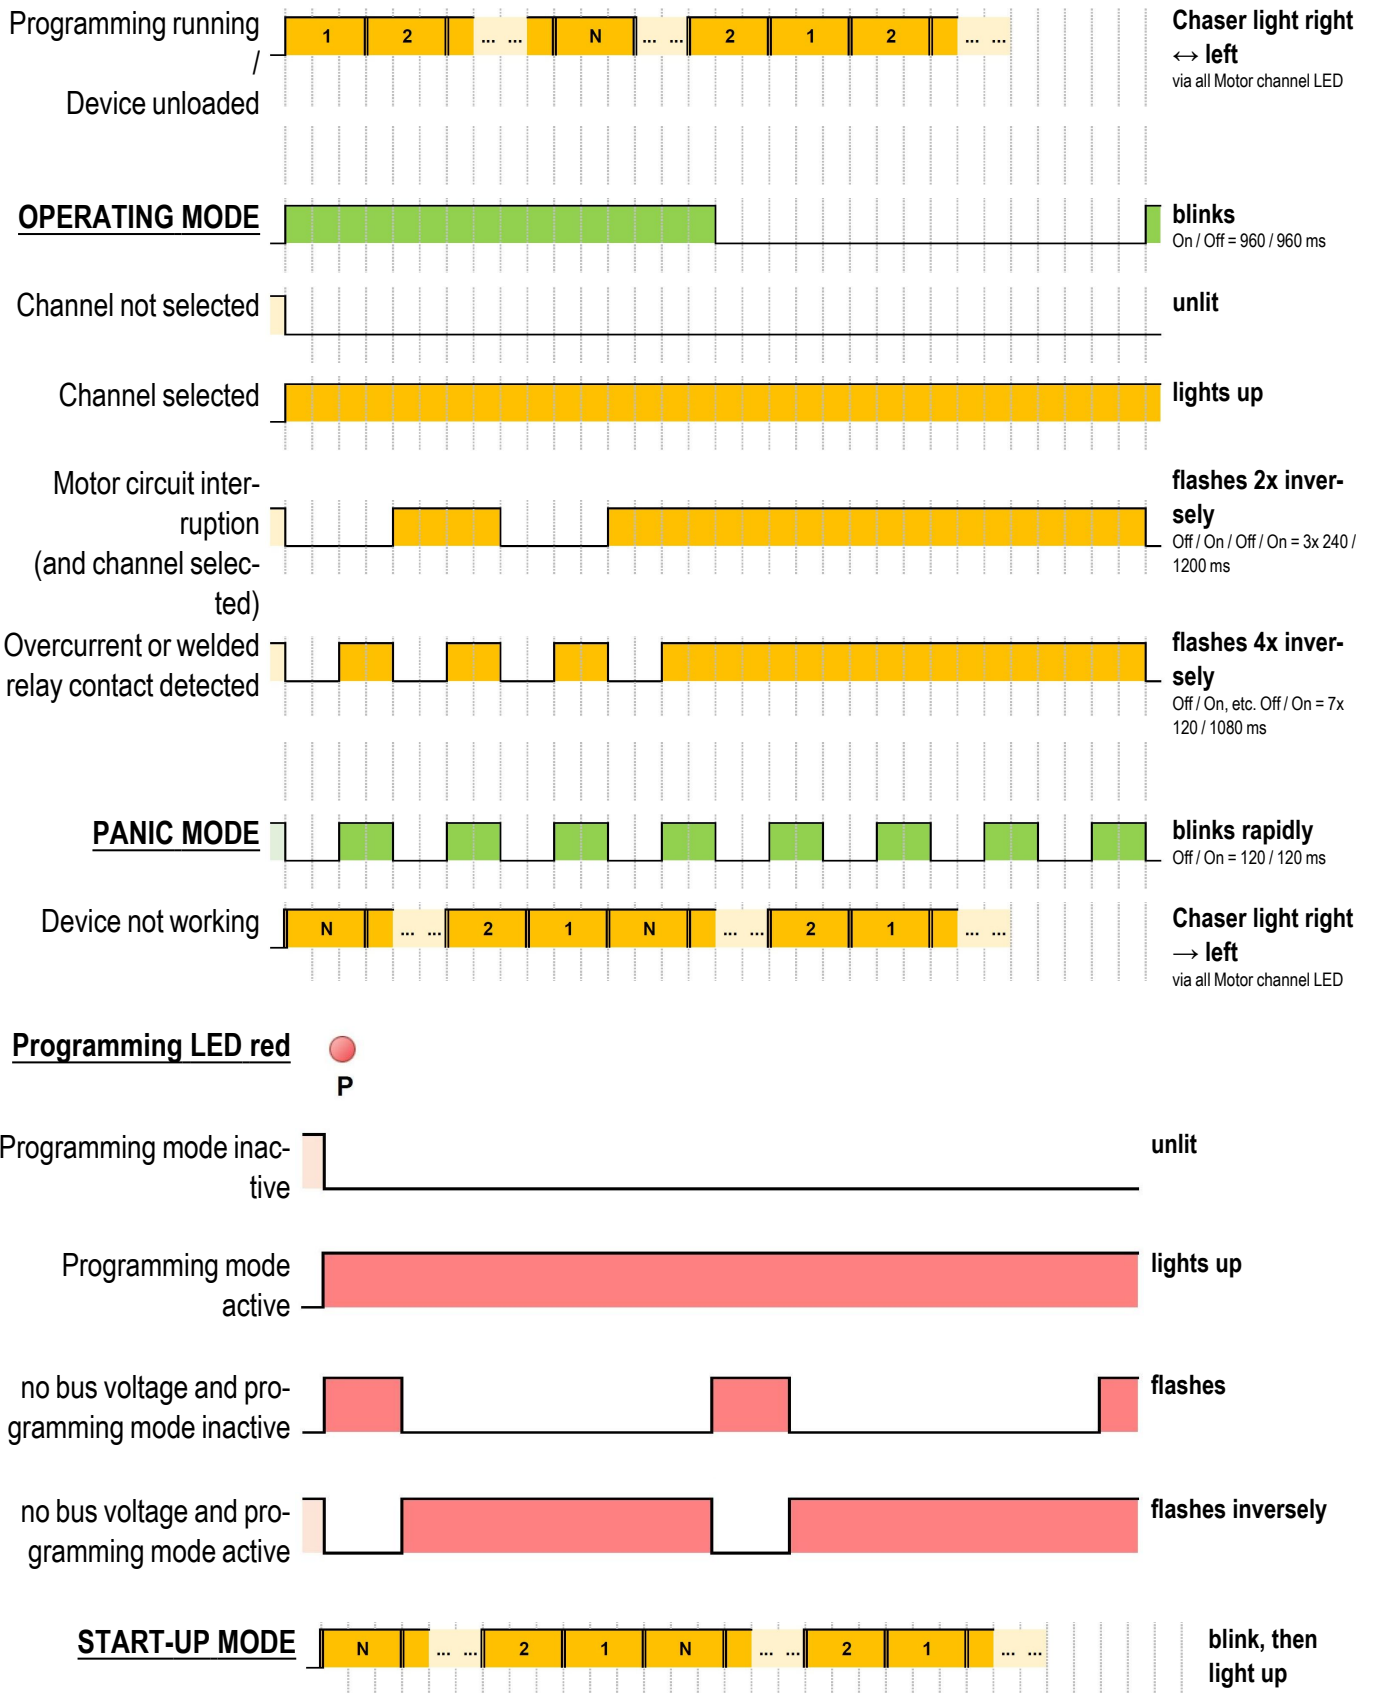 Programming running
/
Device unloaded
1 2 ... ... N ... ... 2 1 2 ... ...
Chaser light right
↔ left
via all Motor channel LED
OPERATING MODE
blinks
On / Off = 960 / 960 ms
Channel not selected
unlit
Channel selected
lights up
Motor circuit inter-
ruption
(and channel selec-
ted)
flashes 2x inver-
sely
Off / On / Off / On = 3x 240 /
1200 ms
Overcurrent or welded
relay contact detected
flashes 4x inver-
sely
Off / On, etc. Off / On = 7x
120 / 1080 ms
PANIC MODE
blinks rapidly
Off / On = 120 / 120 ms
Device not working
N ... ... 2 1 N ... ... 2 1 ... ...
Chaser light right
→ left
via all Motor channel LED
Programming LED red
P
Programming mode inac-
tive
unlit
Programming mode
active
lights up
no bus voltage and pro-
gramming mode inactive
flashes
no bus voltage and pro-
gramming mode active
flashes inversely
START-UP MODE
N ... ... 2 1 N ... ... 2 1 ... ...
blink, then
light up